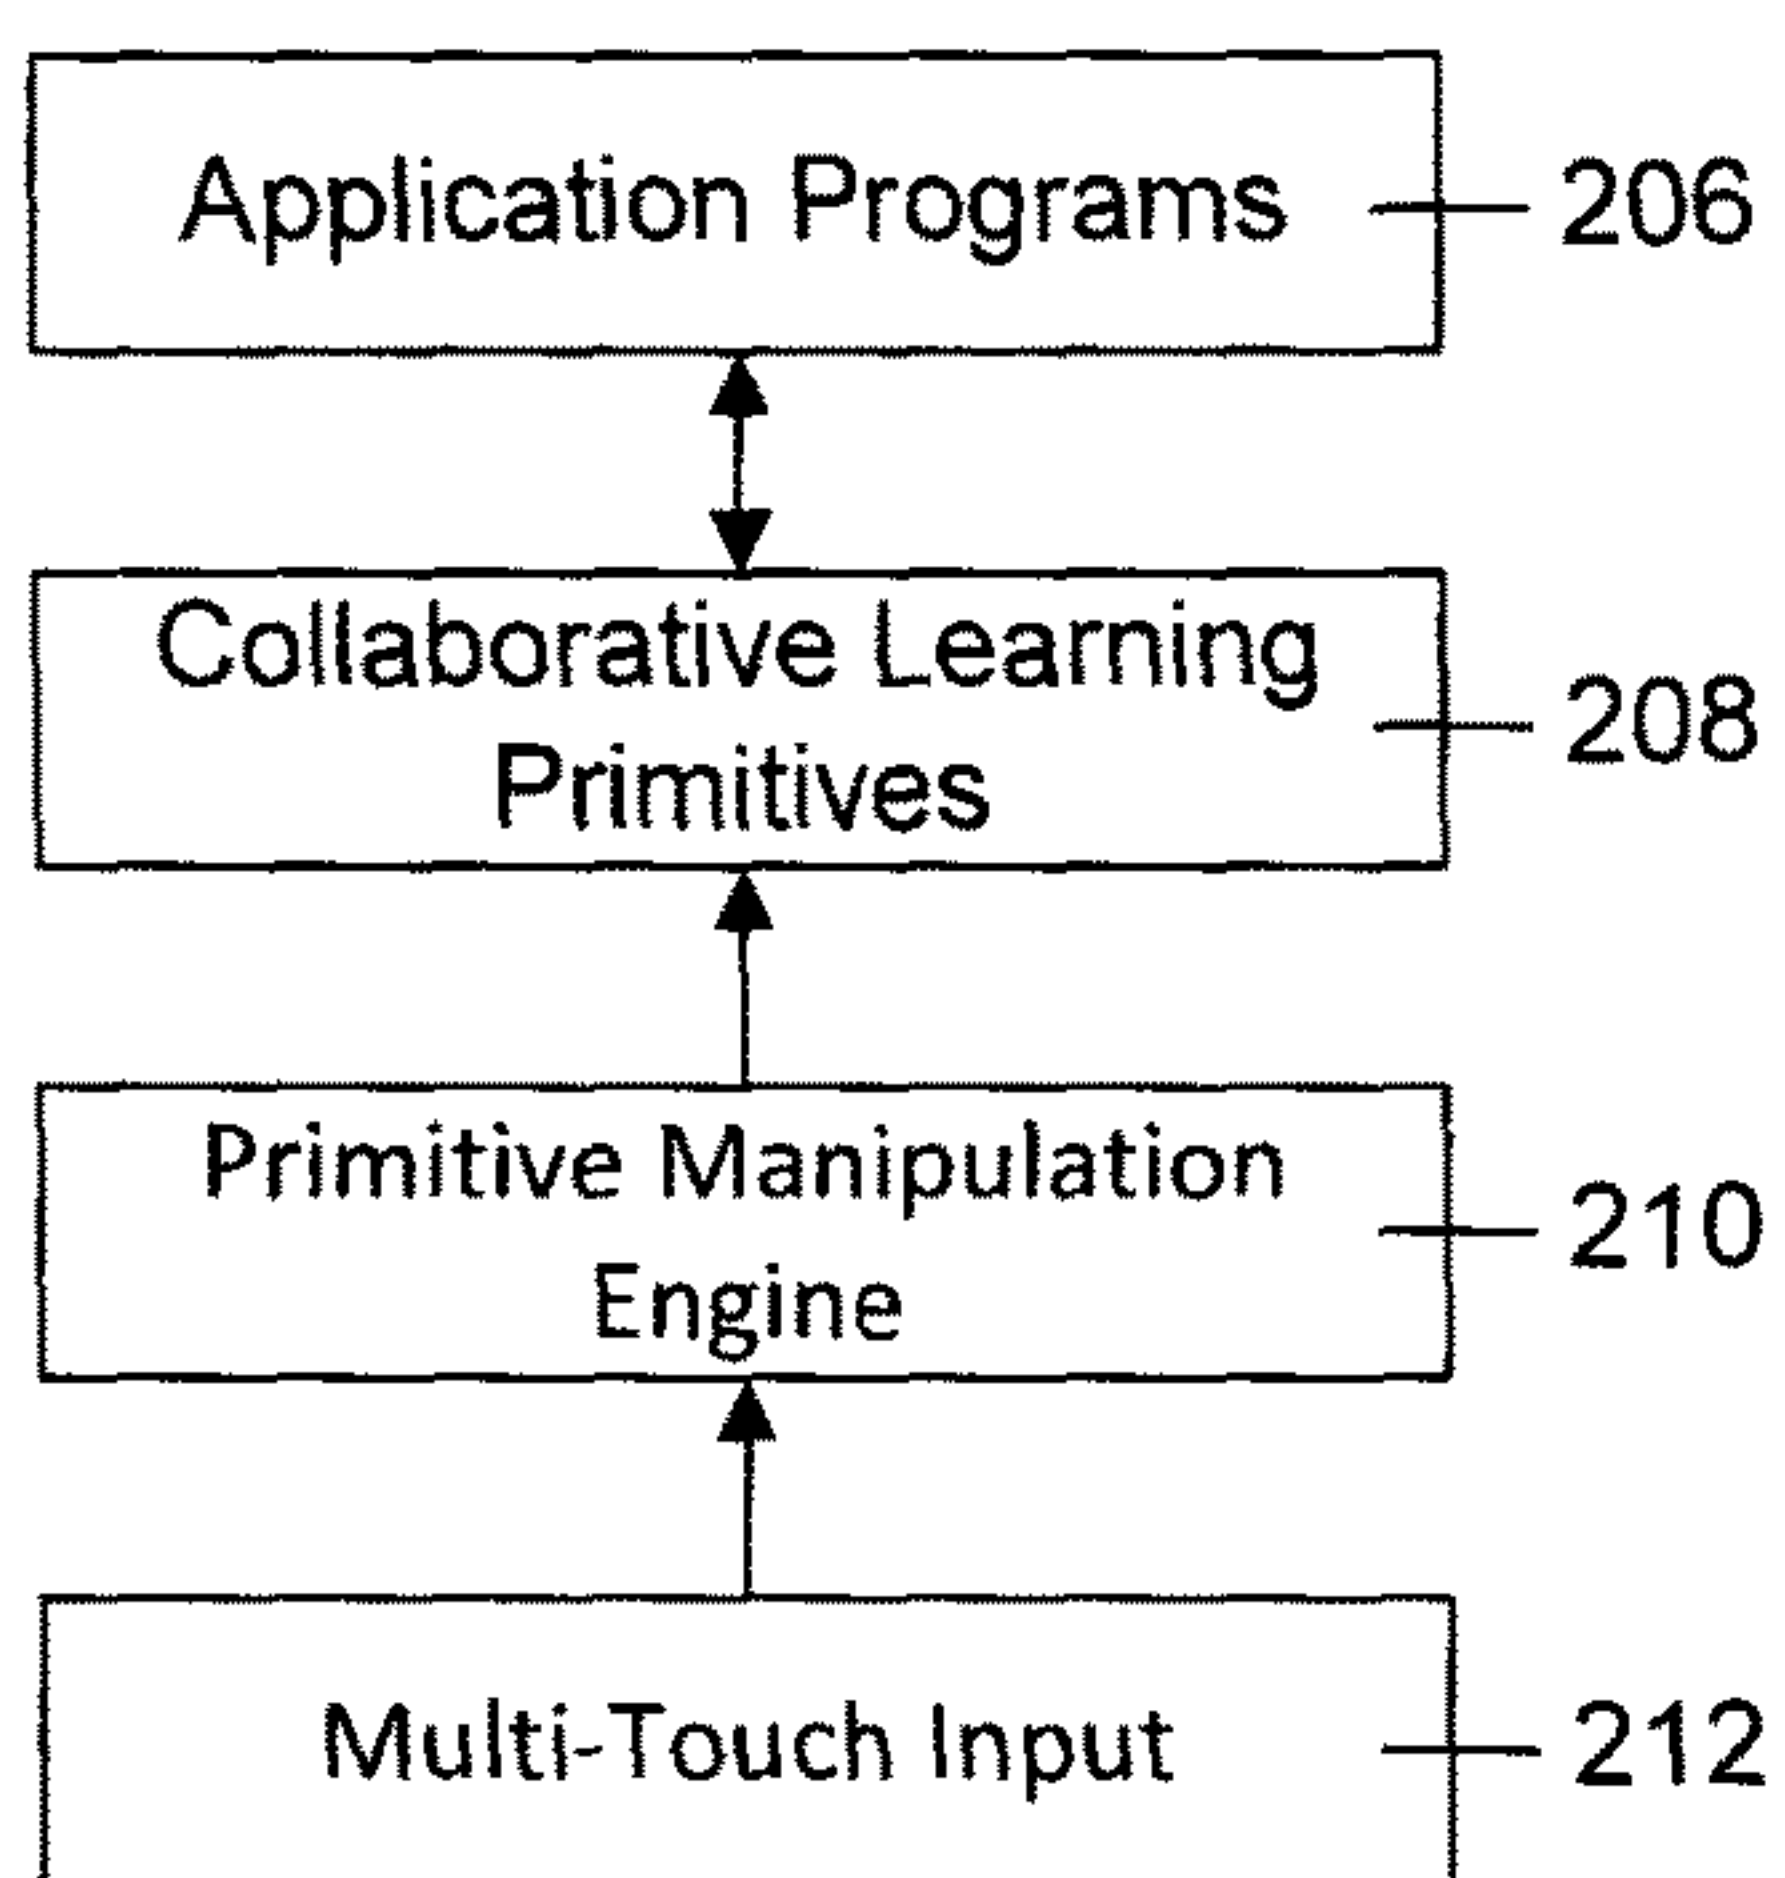 Application Programs
206
Collaborative Learning
Primitives
208
Primitive Manipulation
Engine
210
Multi-Touch Input
212